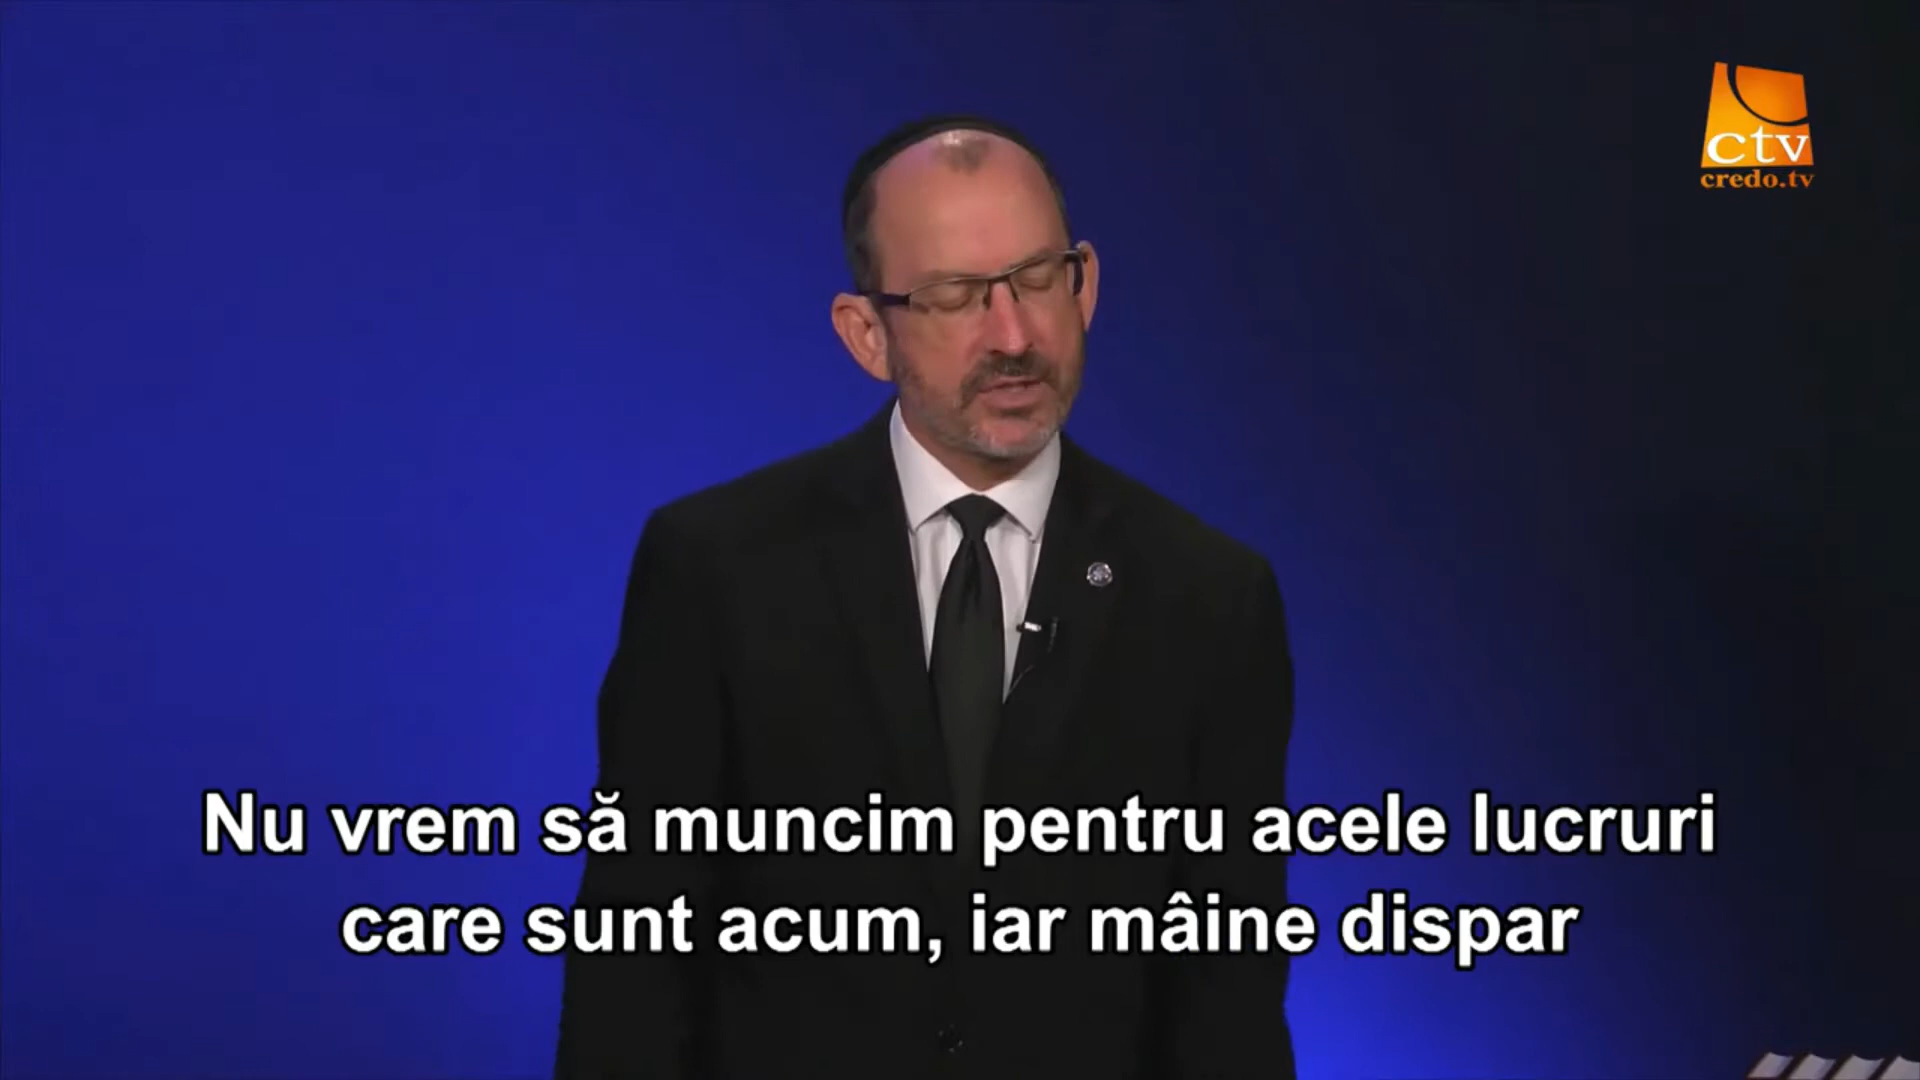 ctv
credo.tv
Nu vrem să muncim pentru acele lucruri
care sunt acum, iar mâine dispar